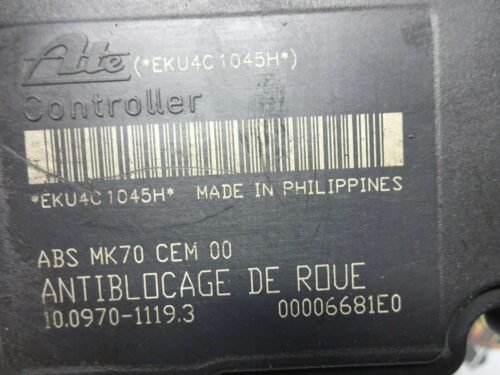 Ate (*EKU4C1045H*)
Controller
*EKU4C1045H* MADE IN PHILIPPINES
ABS MK70 CEM 00
ANTIBLOCAGE DE ROUE
10.0970-1119.3 00006681E0